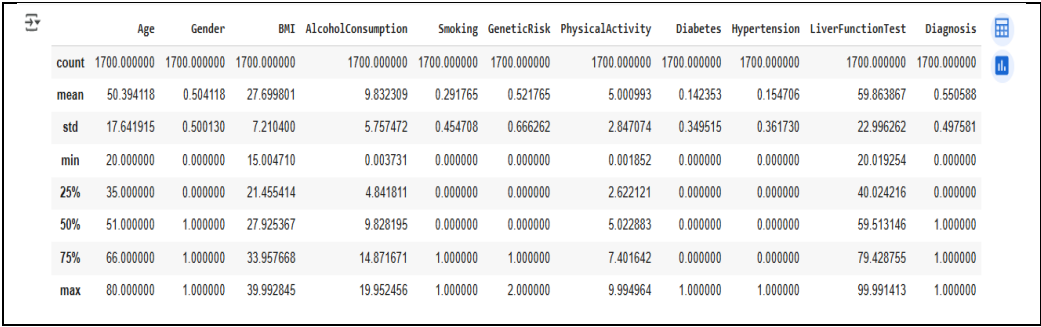 Age Gender BMI AlcoholConsumption Smoking GeneticRisk PhysicalActivity Diabetes Hypertension LiverFunctionTest Diagnosis
count 1700.000000 1700.000000 1700.000000 1700.000000 1700.000000 1700.000000 1700.000000 1700.000000 1700.000000 1700.000000 1700.000000
mean 50.394118 0.504118 27.699801 9.832309 0.291765 0.521765 5.000993 0.142353 0.154706 59.863867 0.550588
std 17.641915 0.500130 7.210400 5.757472 0.454708 0.666262 2.847074 0.349515 0.361730 22.996262 0.497581
min 20.000000 0.000000 15.004710 0.003731 0.000000 0.000000 0.001852 0.000000 0.000000 20.019254 0.000000
25% 35.000000 0.000000 21.455414 4.841811 0.000000 0.000000 2.622121 0.000000 0.000000 40.024216 0.000000
50% 51.000000 1.000000 27.925367 9.828195 0.000000 0.000000 5.022883 0.000000 0.000000 59.513146 1.000000
75% 66.000000 1.000000 33.957668 14.871671 1.000000 1.000000 7.401642 0.000000 0.000000 79.428755 1.000000
max 80.000000 1.000000 39.992845 19.952456 1.000000 2.000000 9.994964 1.000000 1.000000 99.991413 1.000000